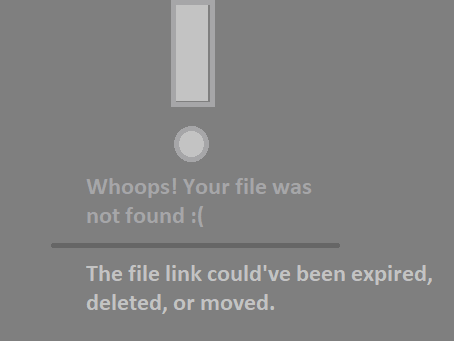 Whoops! Your file was
not found :(
The file link could've been expired,
deleted, or moved.